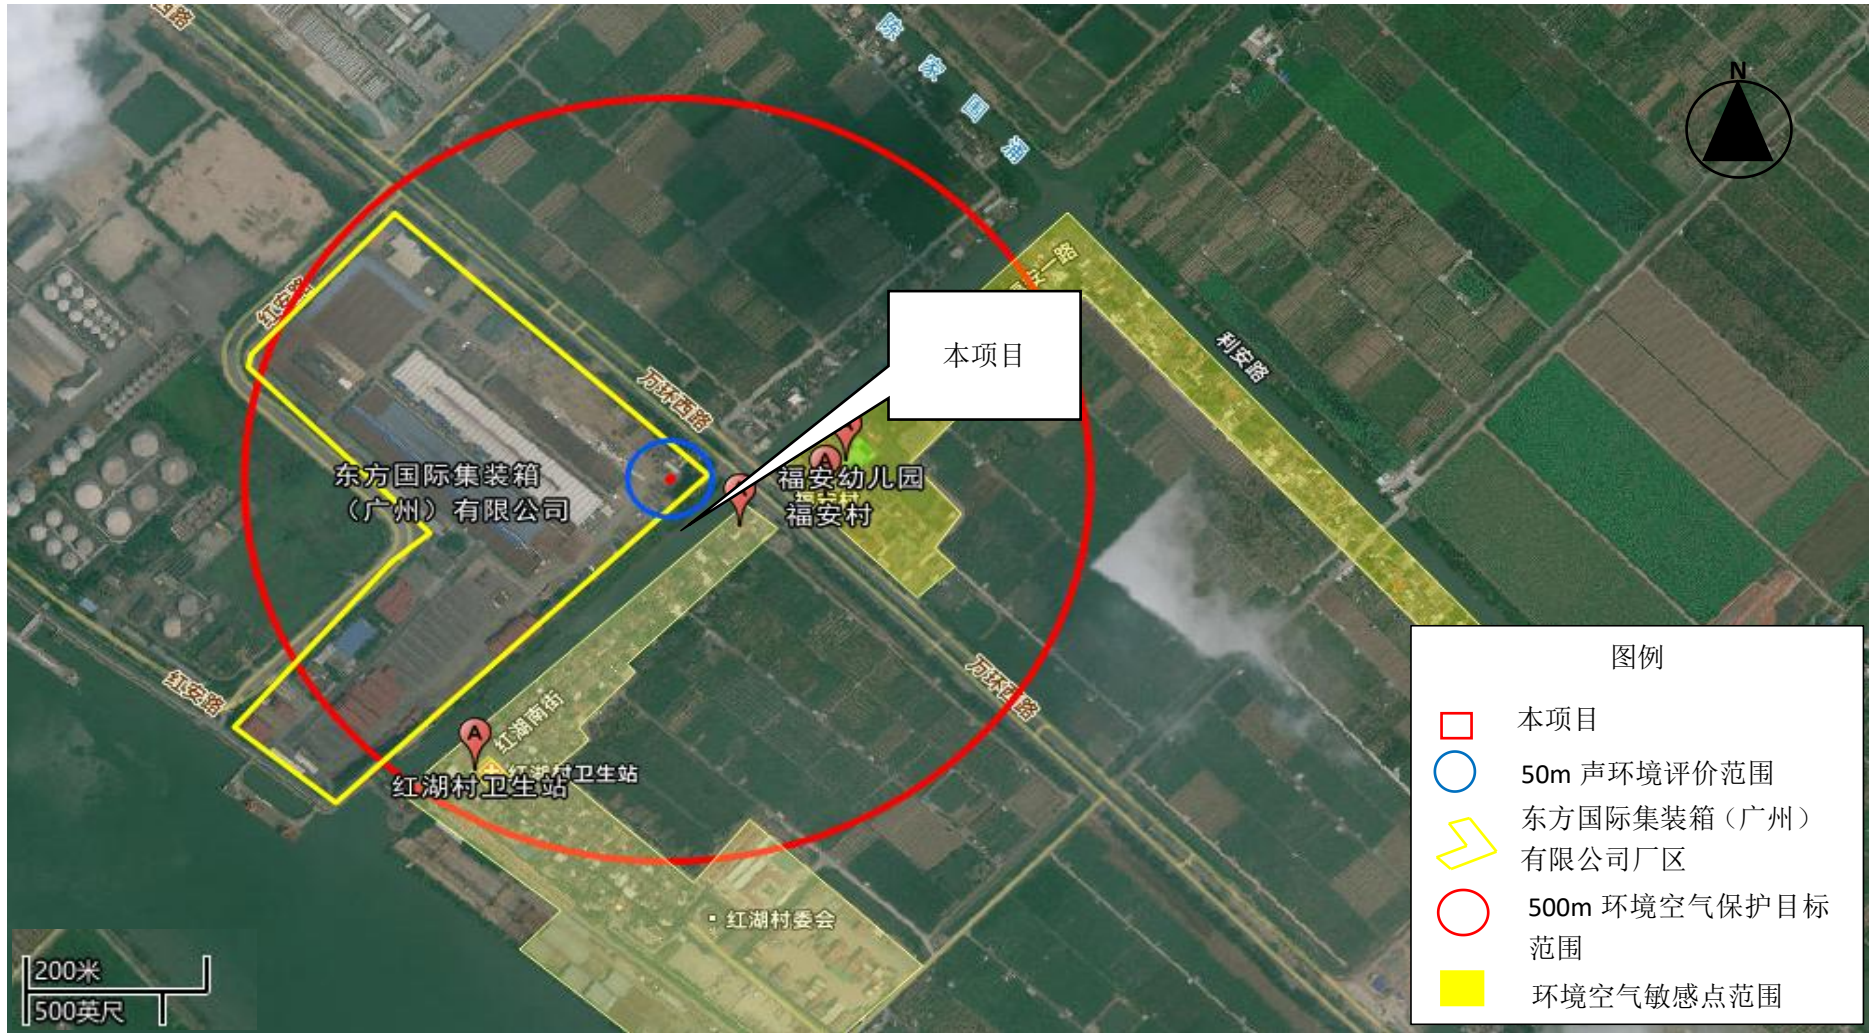 西路
陈家围涌
N
红安路
万环西路
利安路
本项目
东方国际集装箱
（广州）有限公司
A
福安幼儿园
福安村
福安村
红安路
红湖南街
A
红湖村卫生站
红湖村卫生站
万环西路
红湖村委会
200米
500英尺
图例
本项目
50m 声环境评价范围
东方国际集装箱（广州）
有限公司厂区
500m 环境空气保护目标
范围
环境空气敏感点范围